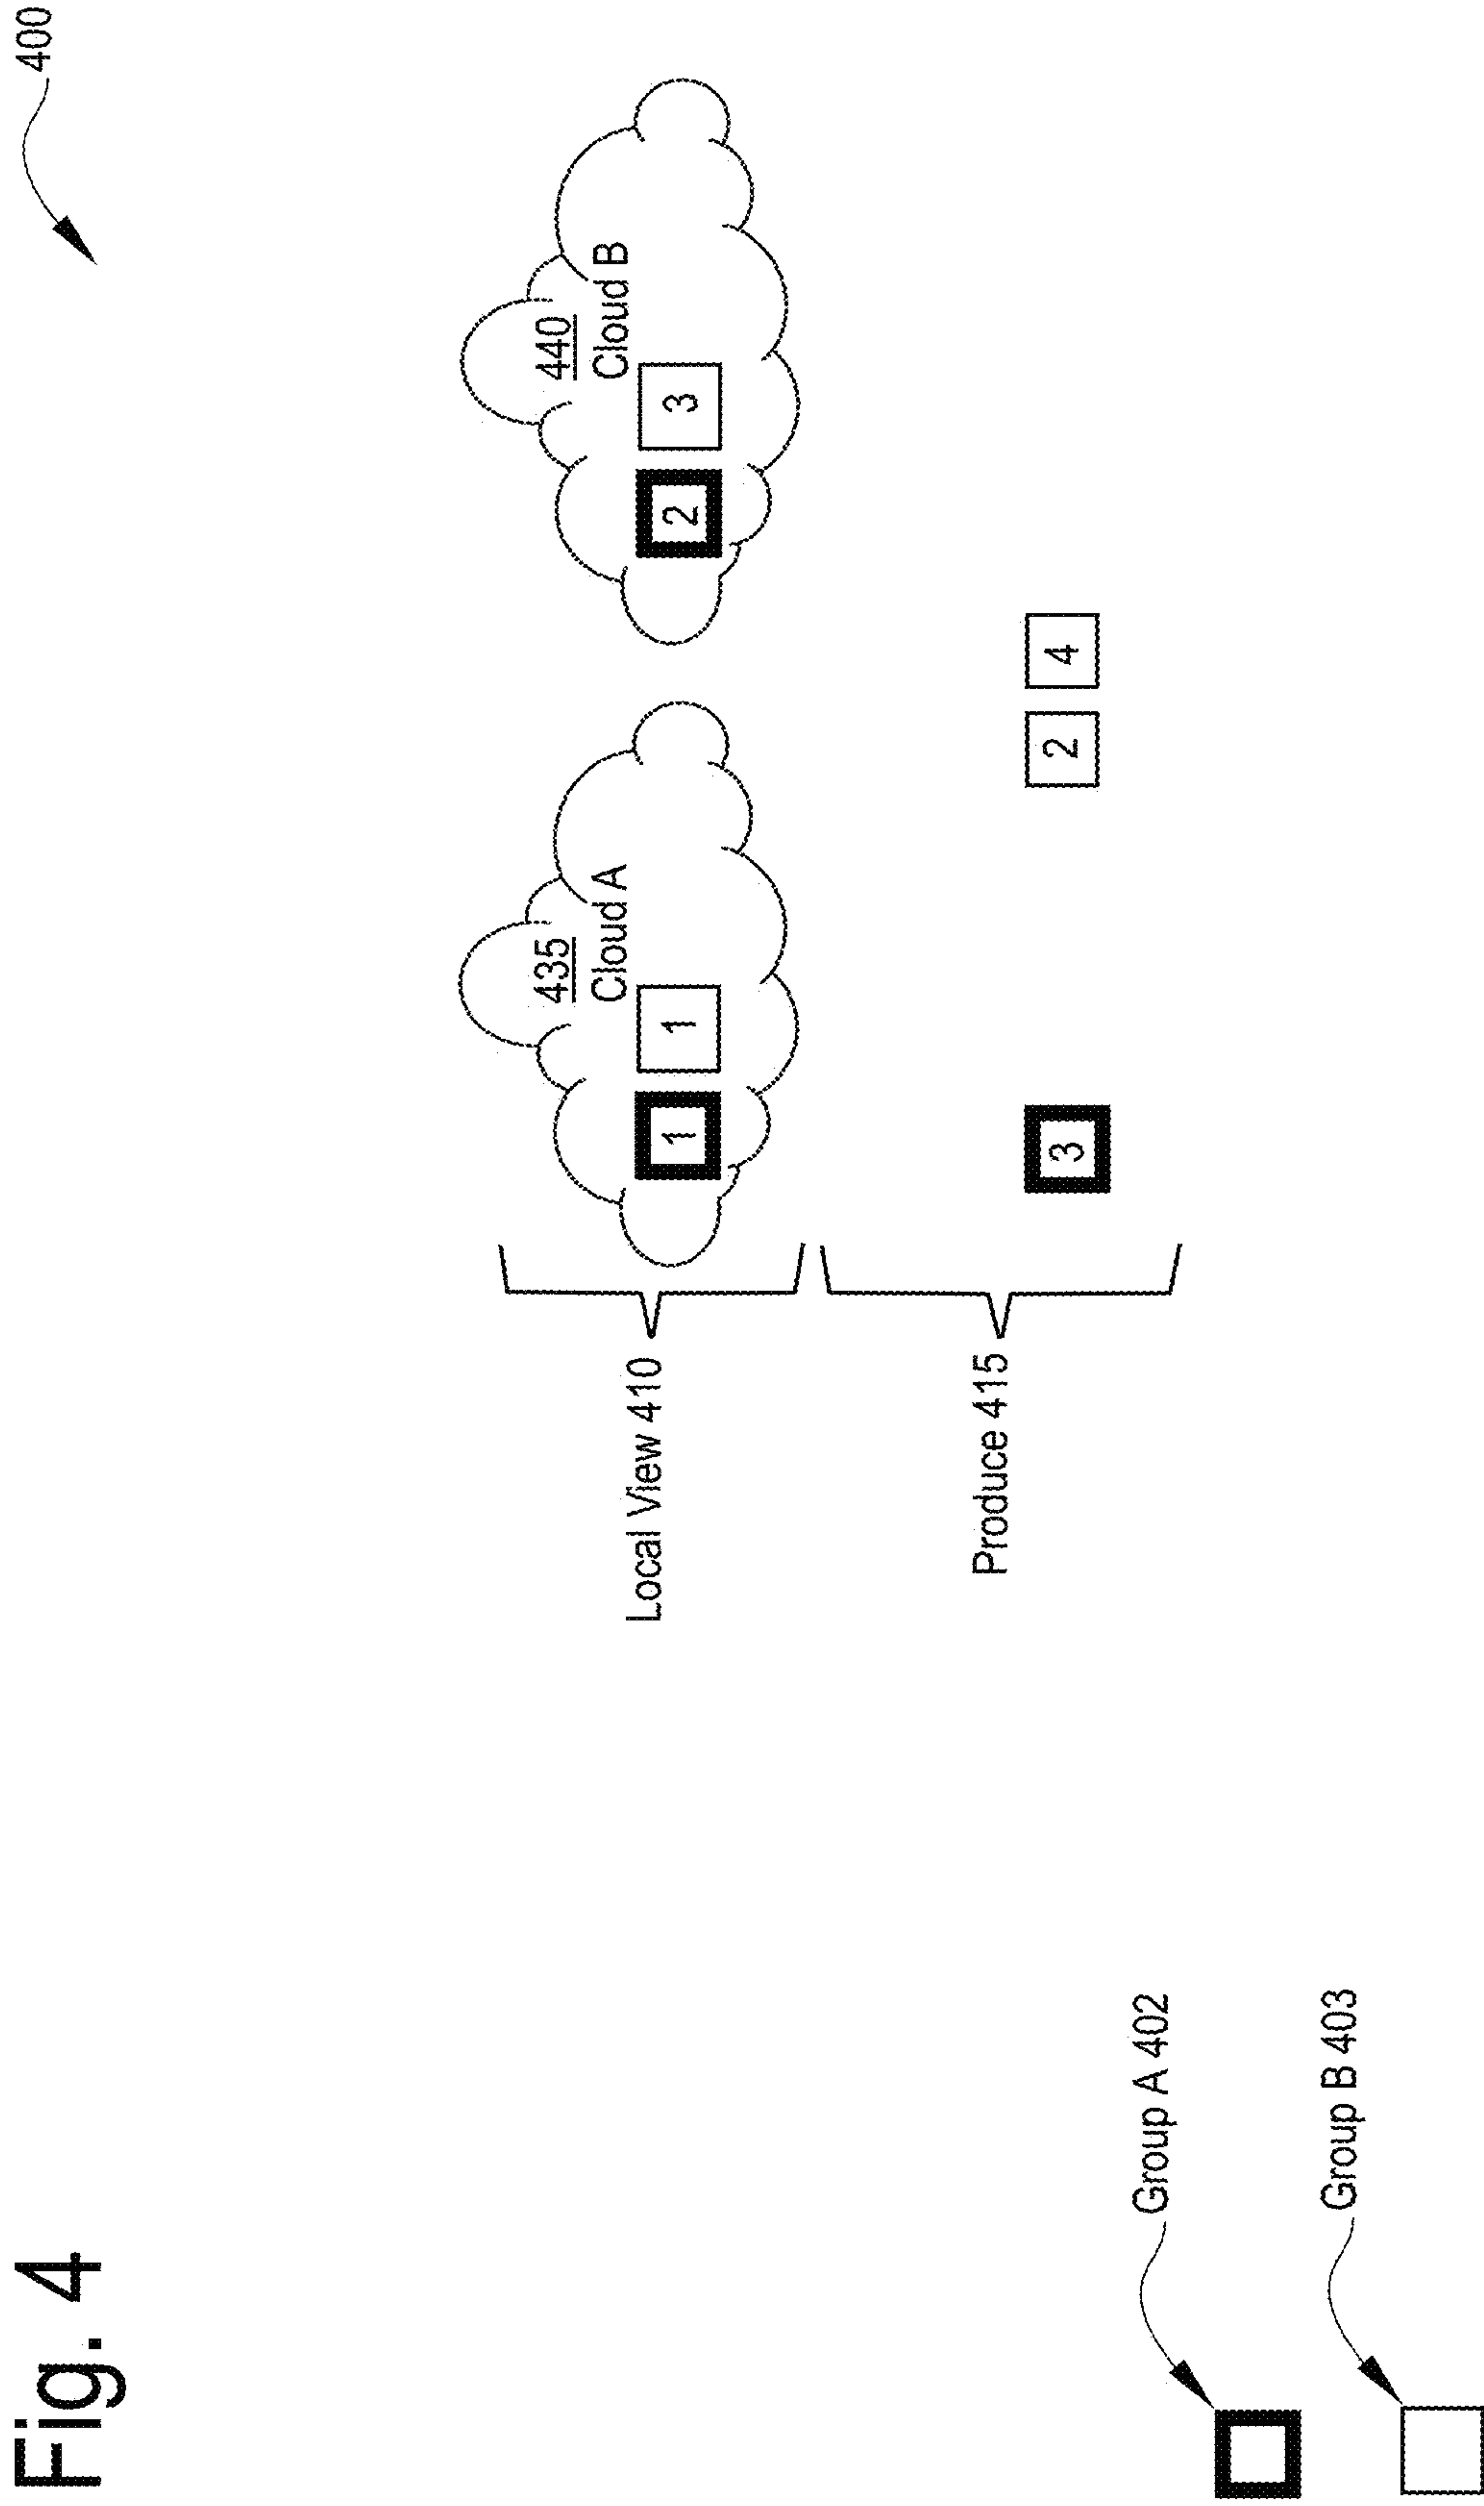 Fig. 4
400
435
Cloud A
440
Cloud B
Local View 410
1
1
2
3
Produce 415
3
2
4
Group A 402
Group B 403